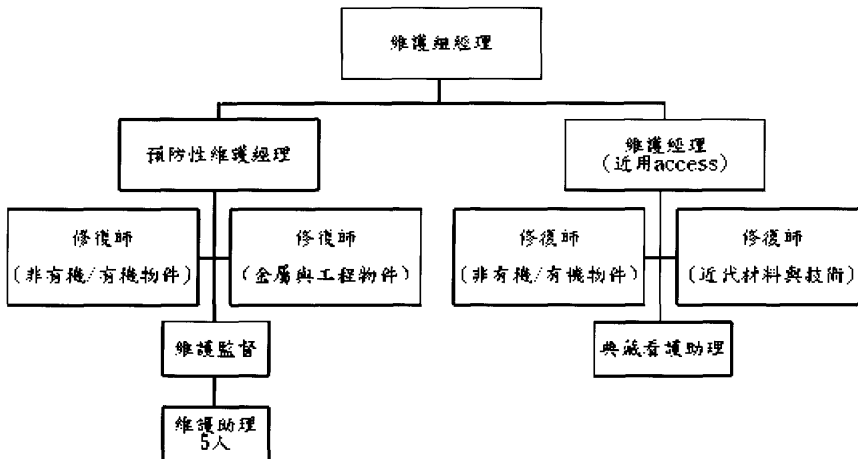 維護組經理
預防性維護經理
維護經理
(近用access)
修復師
(非有機/有機物件)
修復師
(金屬與工程物件)
修復師
(非有機/有機物件)
修復師
(近代材料與技術)
維護監督
典藏看護助理
維護助理
5人